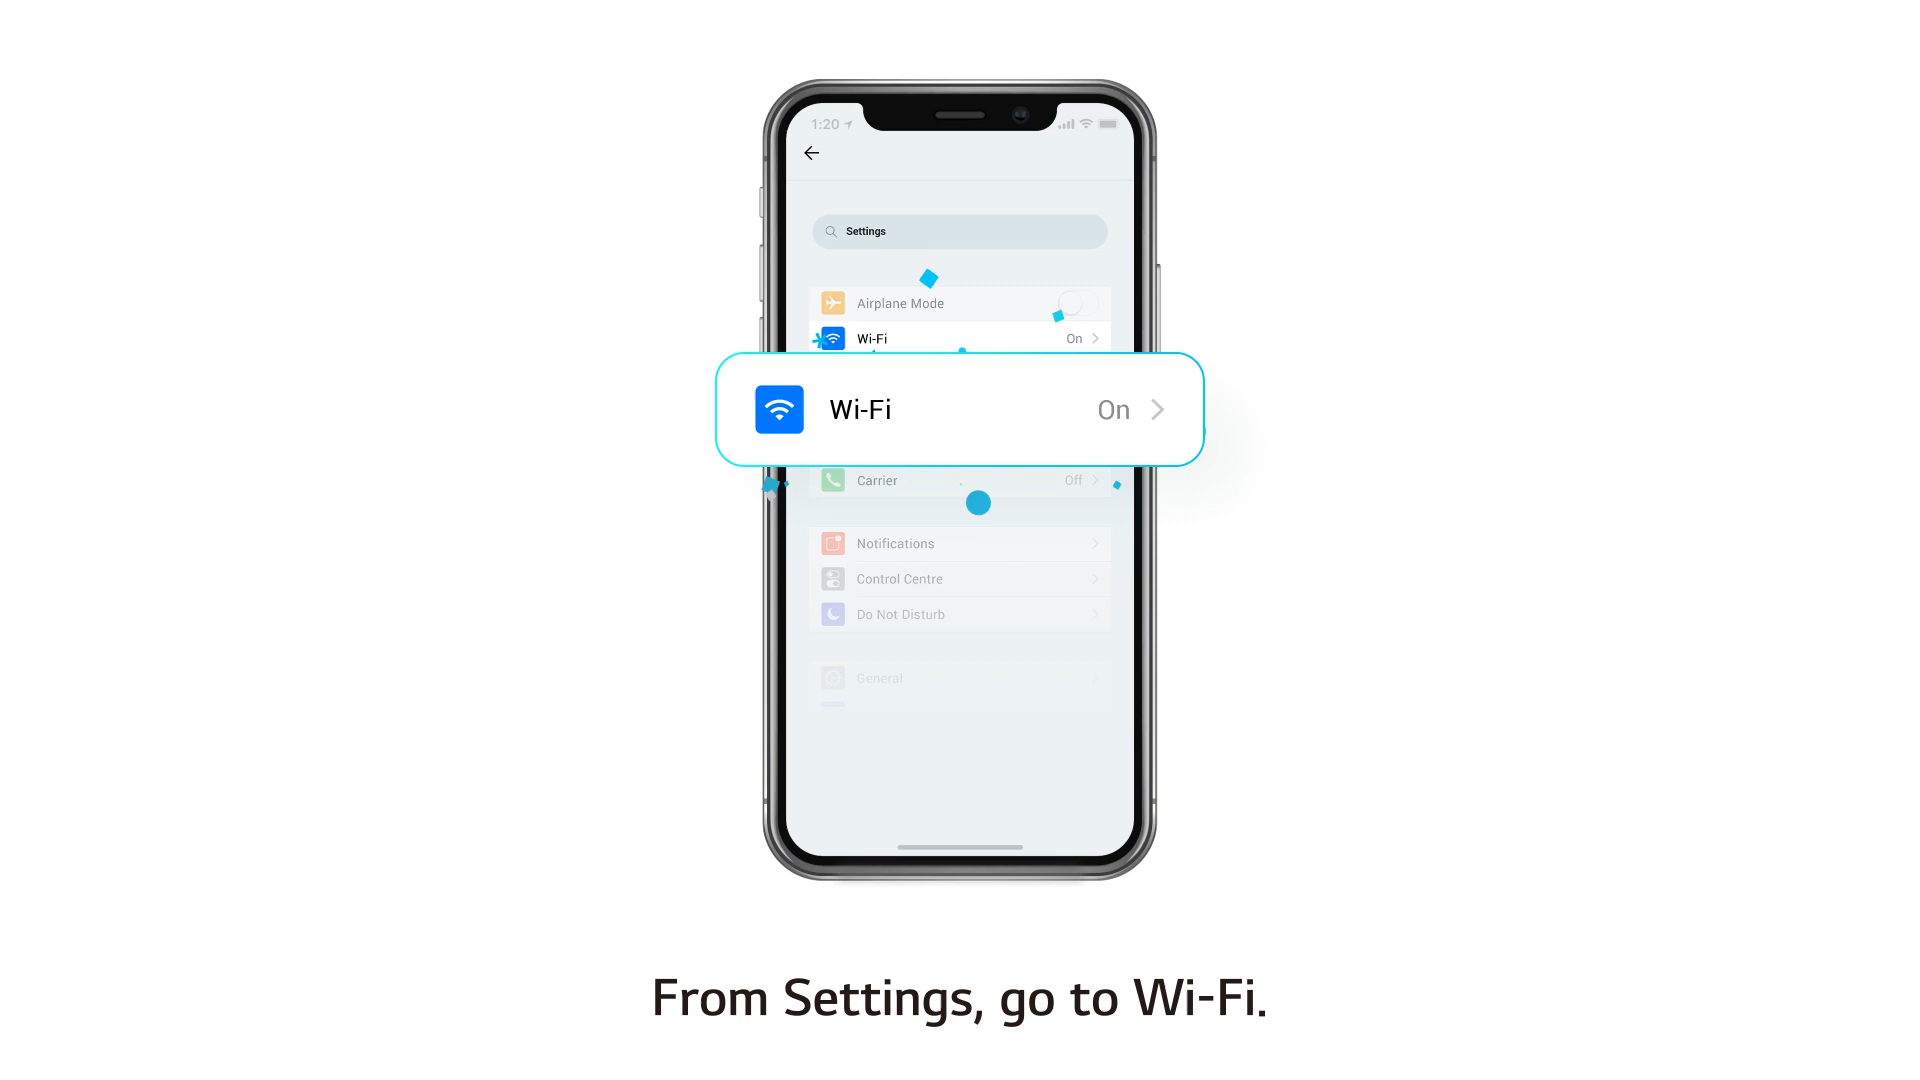 1:20
Settings
Airplane Mode
Wi-Fi On
Wi-Fi On
Carrier Off
Notifications
Control Centre
Do Not Disturb
General
From Settings, go to Wi-Fi.